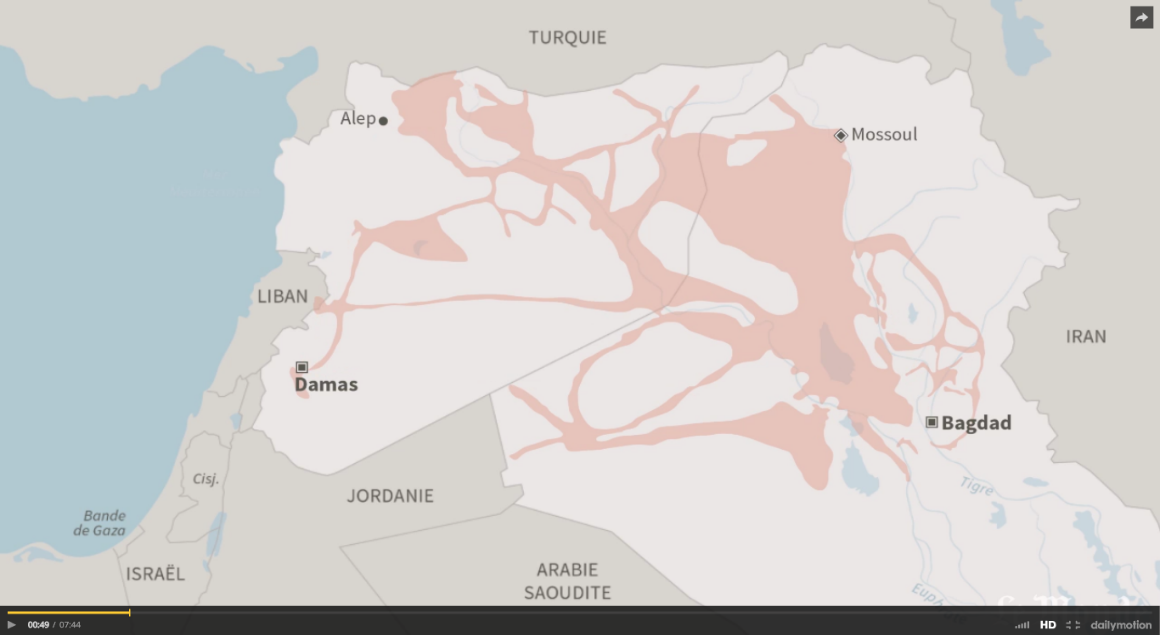 TURQUIE
Alep
Mossoul
LIBAN
IRAN
Damas
Bagdad
Cisj.
Tigre
JORDANIE
Bande
de Gaza
ISRAËL
ARABIE
SAOUDITE
00:49 / 07:44
HD
dailymotion